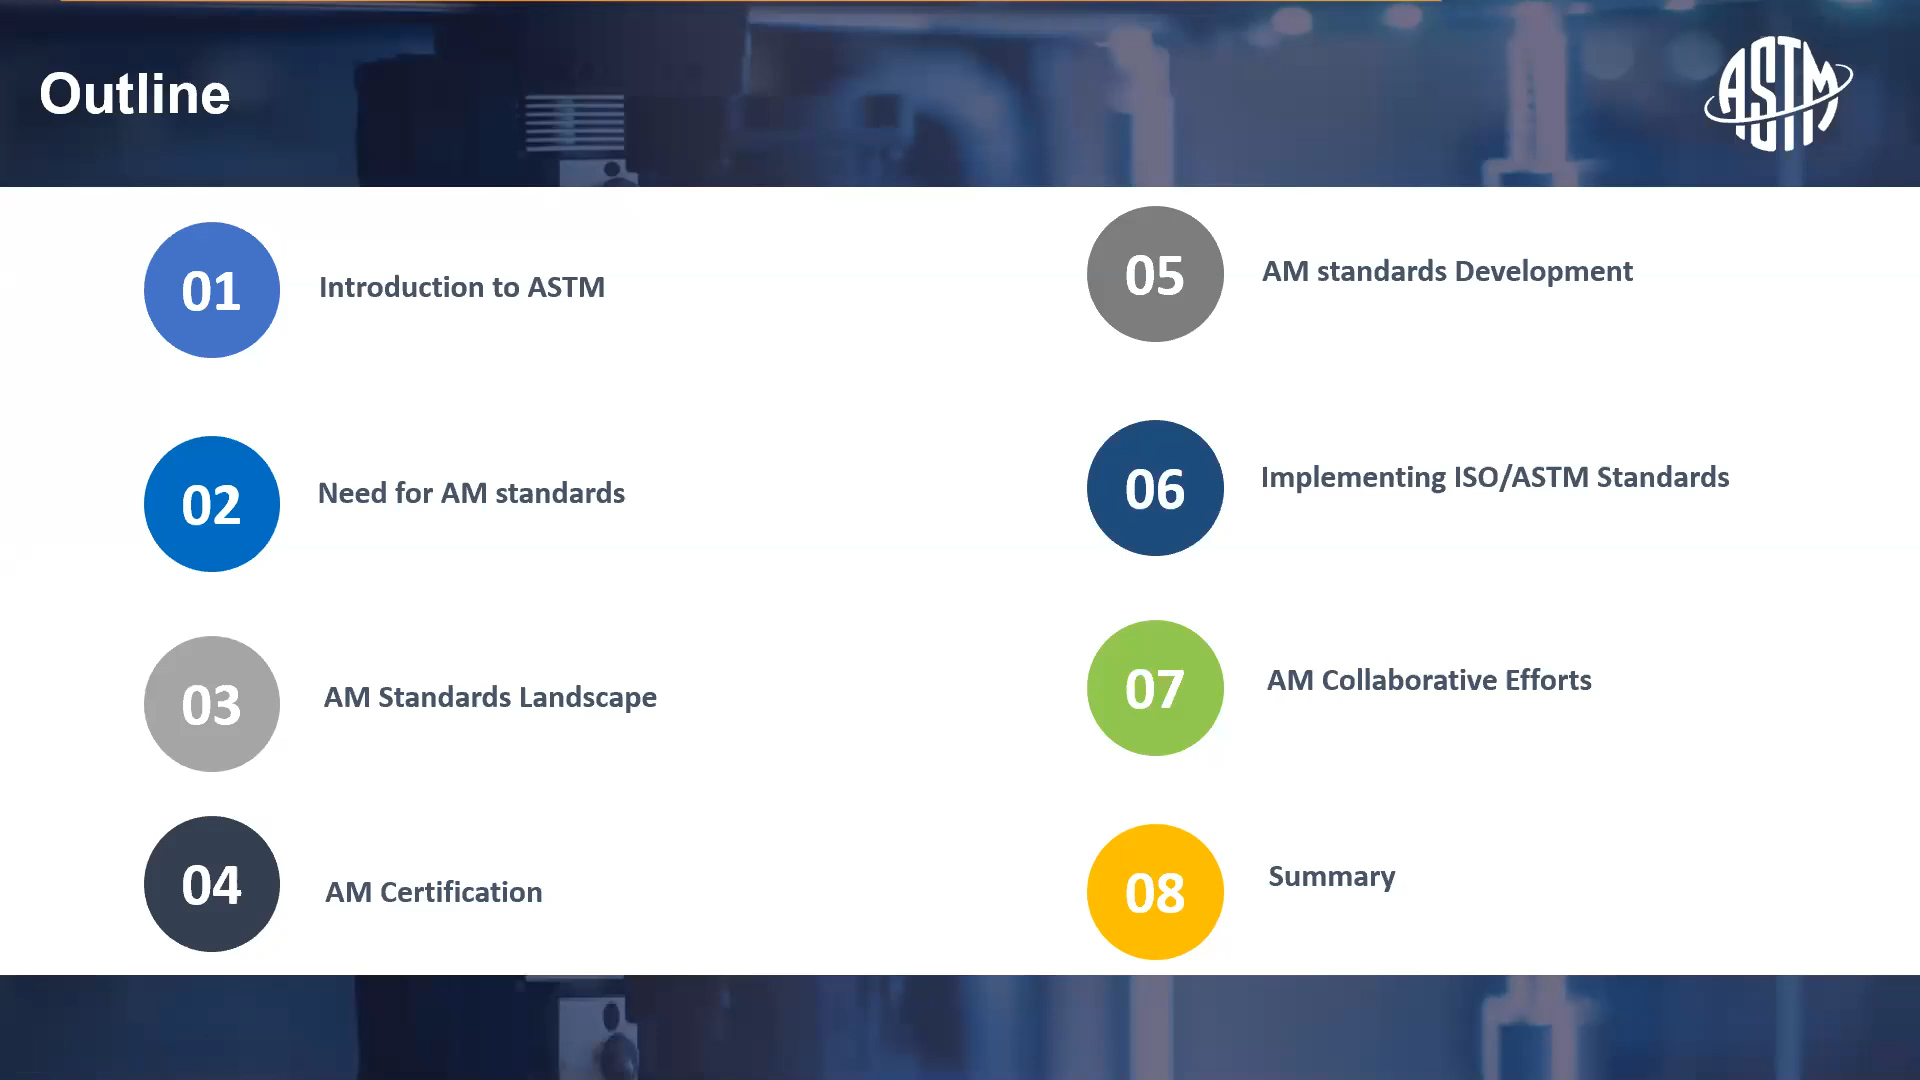 Outline
ASTM
01
Introduction to ASTM
02
Need for AM standards
03
AM Standards Landscape
04
AM Certification
05
AM standards Development
06
Implementing ISO/ASTM Standards
07
AM Collaborative Efforts
08
Summary